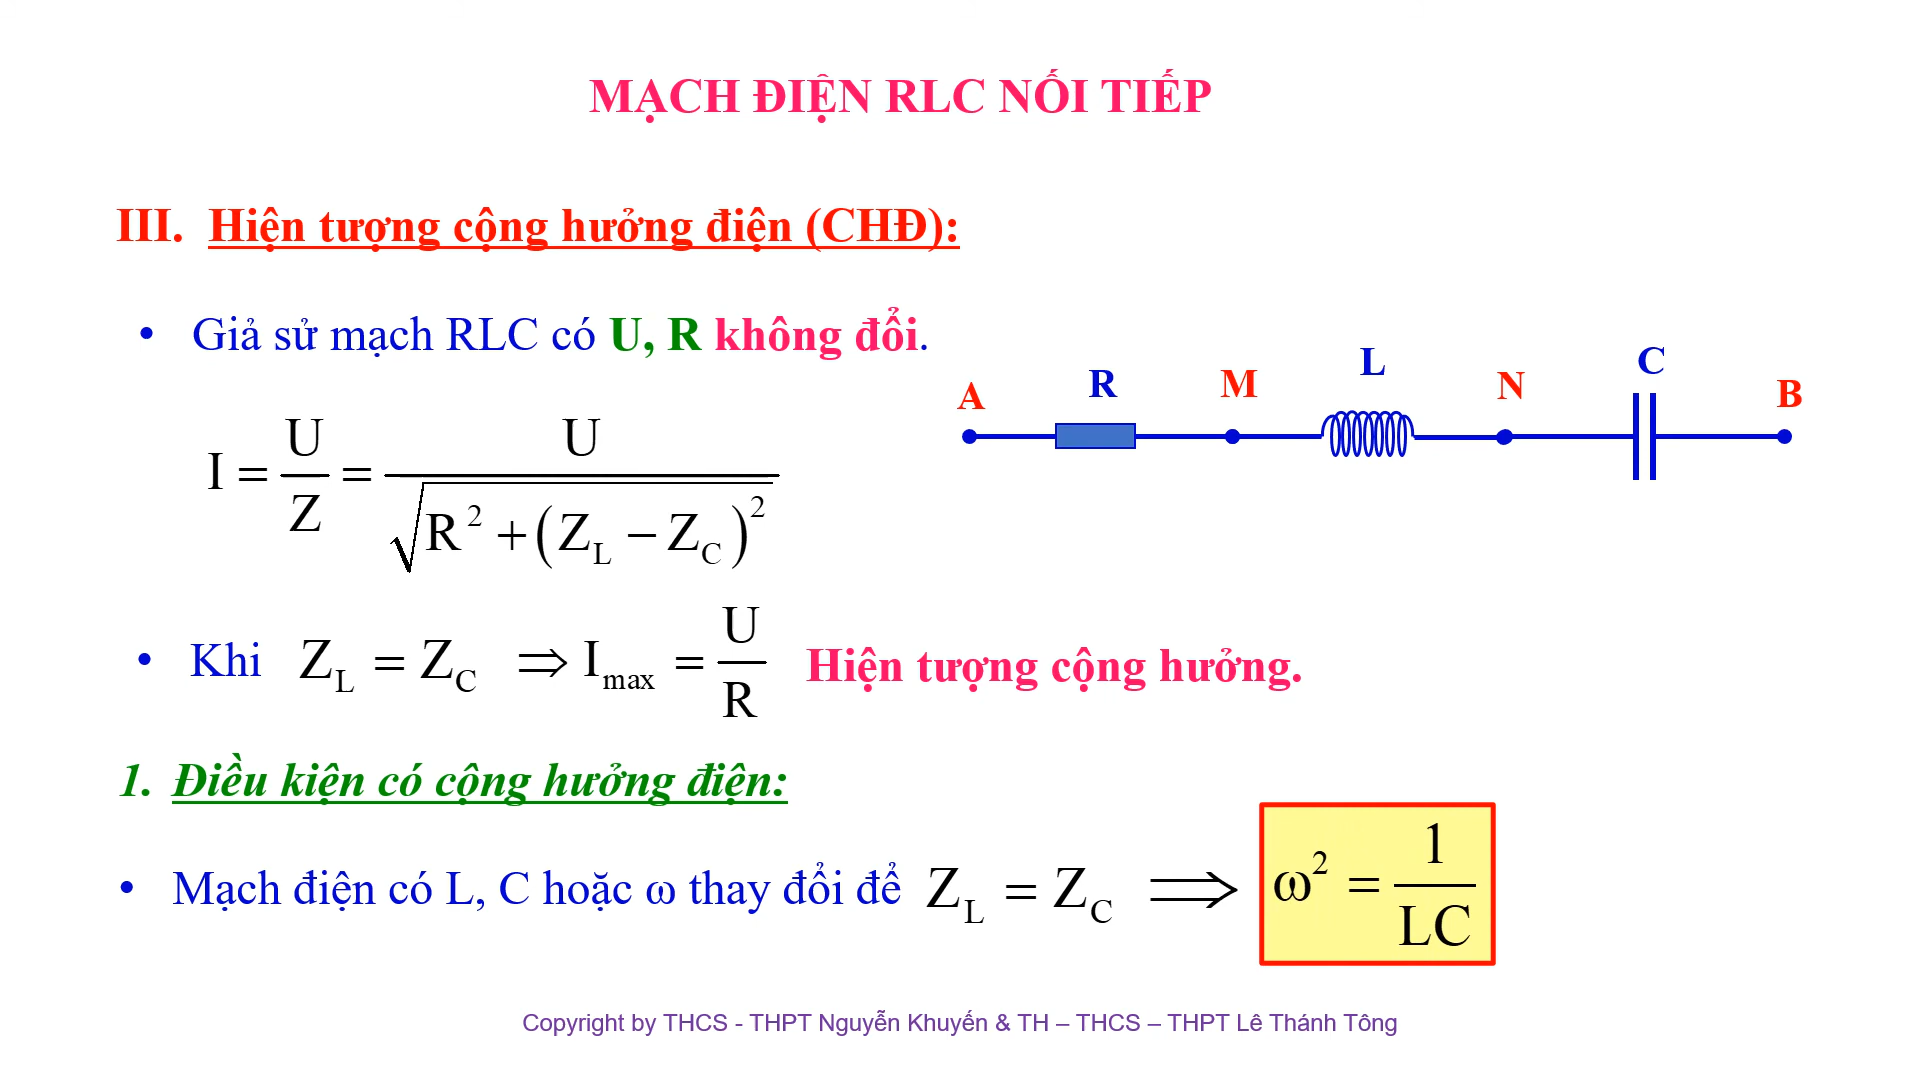 MẠCH ĐIỆN RLC NỐI TIẾP
III. Hiện tượng cộng hưởng điện (CHĐ):
• Giả sử mạch RLC có U, R không đổi.
A R M L N C B
I = U/Z = U/√(R² + (Z_L − Z_C)²)
• Khi Z_L = Z_C ⇒ I_max = U/R Hiện tượng cộng hưởng.
1. Điều kiện có cộng hưởng điện:
• Mạch điện có L, C hoặc ω thay đổi để Z_L = Z_C ⟹ ω² = 1/LC
Copyright by THCS - THPT Nguyễn Khuyến & TH – THCS – THPT Lê Thánh Tông